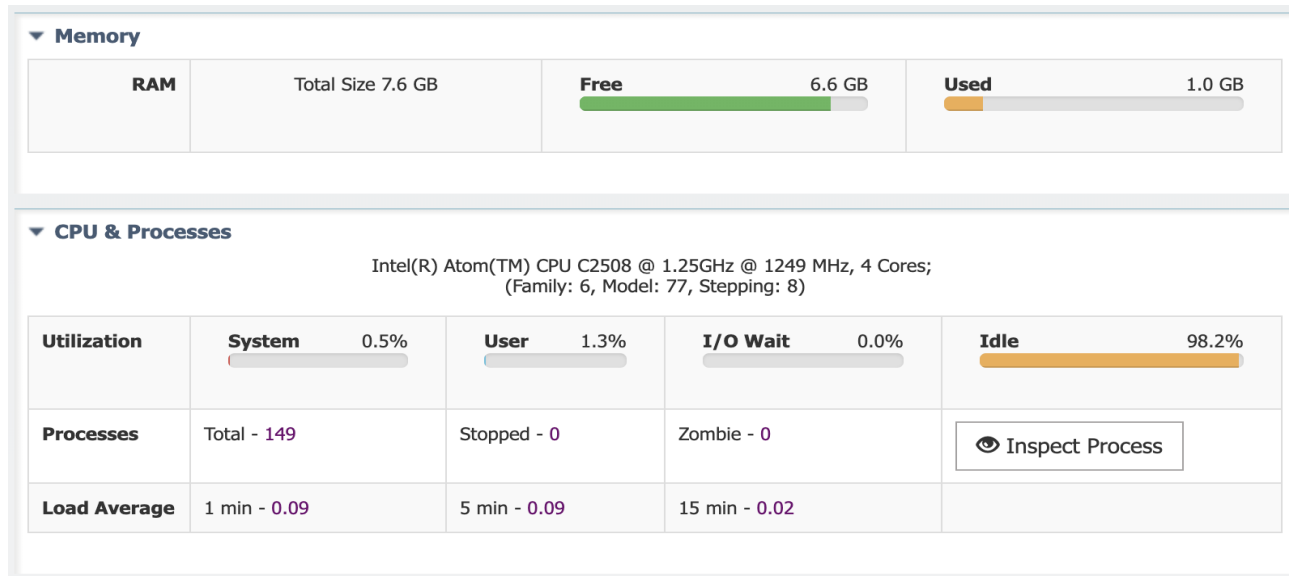 Memory
RAM Total Size 7.6 GB Free 6.6 GB Used 1.0 GB
CPU & Processes
Intel(R) Atom(TM) CPU C2508 @ 1.25GHz @ 1249 MHz, 4 Cores;
(Family: 6, Model: 77, Stepping: 8)
Utilization System 0.5% User 1.3% I/O Wait 0.0% Idle 98.2%
Processes Total - 149 Stopped - 0 Zombie - 0 Inspect Process
Load Average 1 min - 0.09 5 min - 0.09 15 min - 0.02